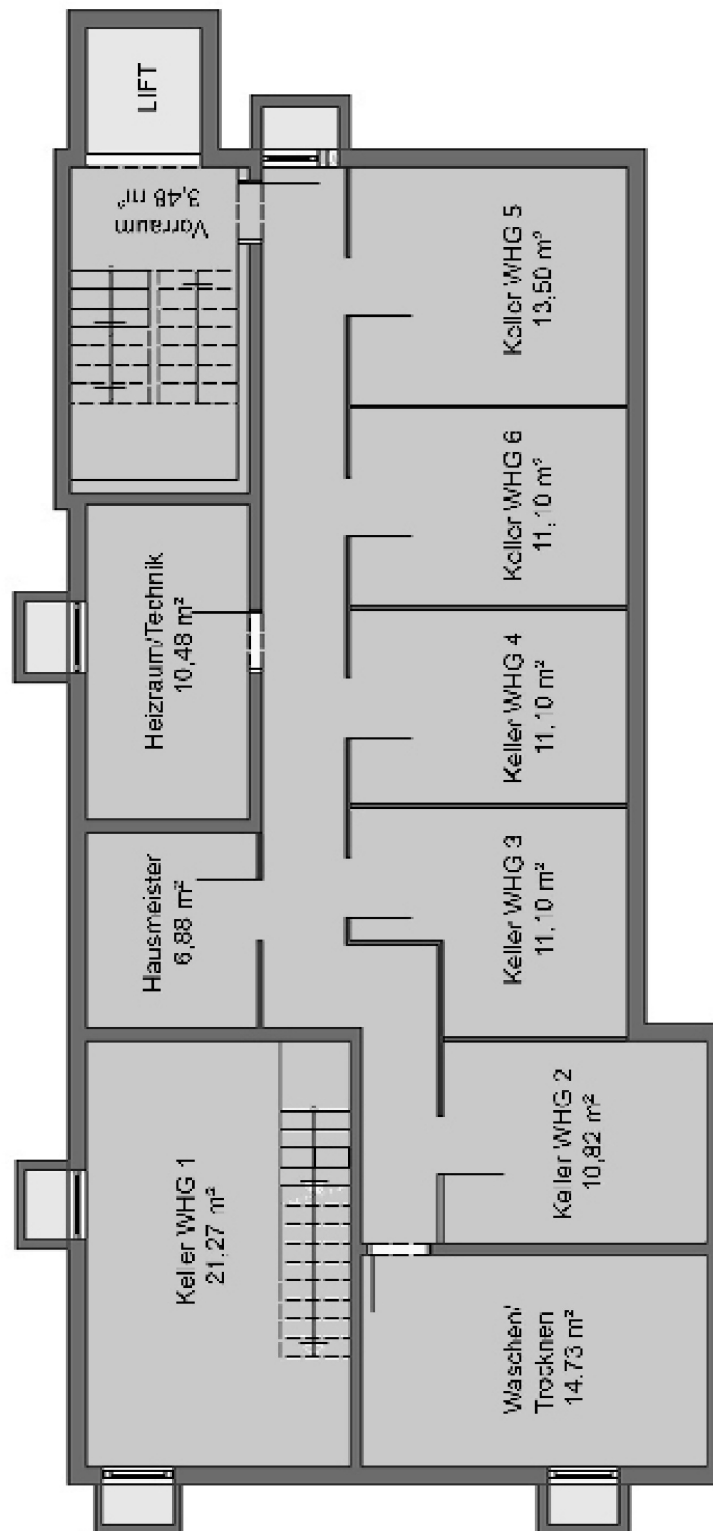 LIFT
Vorraum
3,48 m²
Keller WHG 5
13,50 m²
Keller WHG 6
11,10 m²
Heizraum/Technik
10,48 m²
Keller WHG 4
11,10 m²
Hausmeister
6,88 m²
Keller WHG 3
11,10 m²
Keller WHG 1
21,27 m²
Keller WHG 2
10,82 m²
Waschen/
Trocknen
14,73 m²